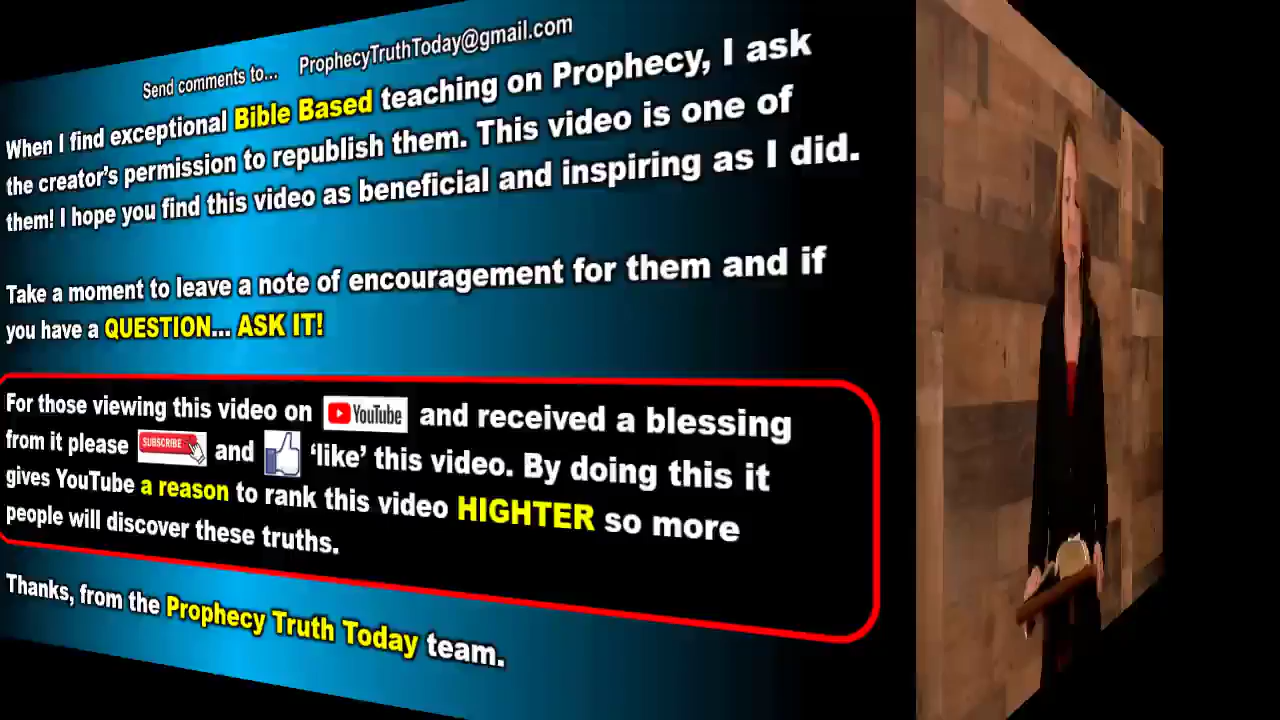 Send comments to... ProphecyTruthToday@gmail.com
When I find exceptional Bible Based teaching on Prophecy, I ask
the creator's permission to republish them. This video is one of
them! I hope you find this video as beneficial and inspiring as I did.
Take a moment to leave a note of encouragement for them and if
you have a QUESTION... ASK IT!
For those viewing this video on YouTube and received a blessing
from it please SUBSCRIBE and 'like' this video. By doing this it
gives YouTube a reason to rank this video HIGHTER so more
people will discover these truths.
Thanks, from the Prophecy Truth Today team.